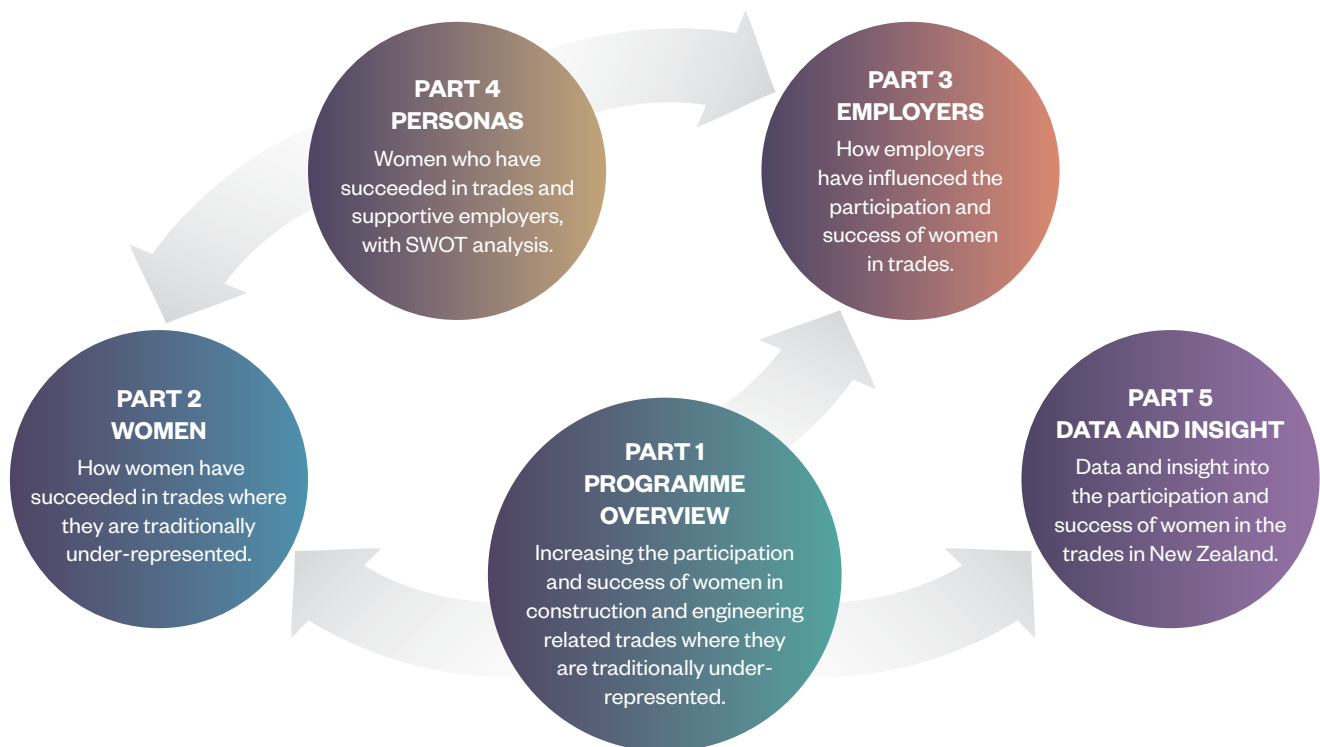 PART 4
PERSONAS
Women who have
succeeded in trades and
supportive employers,
with SWOT analysis.
PART 3
EMPLOYERS
How employers
have influenced the
participation and
success of women
in trades.
PART 2
WOMEN
How women have
succeeded in trades where
they are traditionally
under-represented.
PART 1
PROGRAMME
OVERVIEW
Increasing the participation
and success of women in
construction and engineering
related trades where they
are traditionally under-
represented.
PART 5
DATA AND INSIGHT
Data and insight into
the participation and
success of women in the
trades in New Zealand.